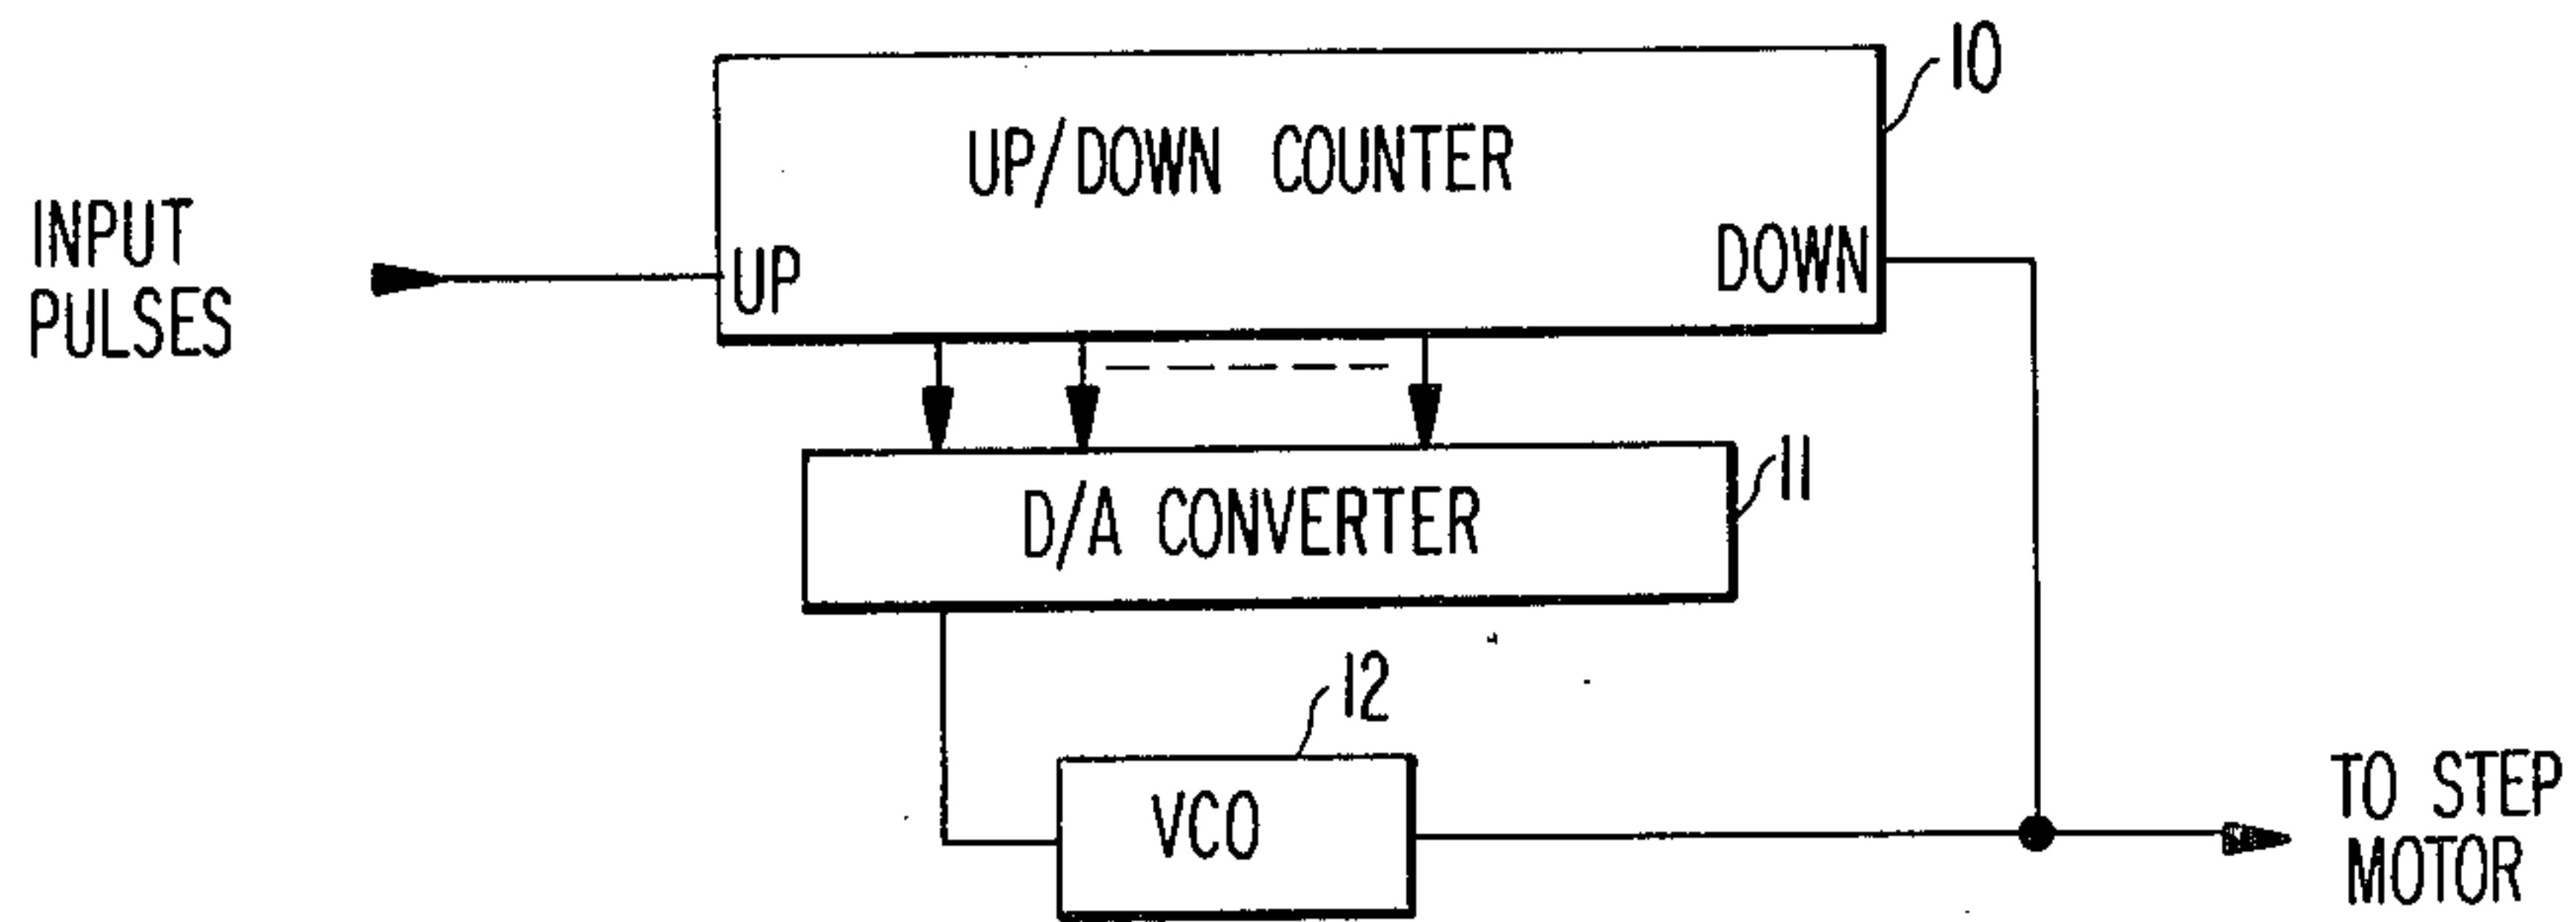 10
UP/DOWN COUNTER
INPUT
PULSES
UP
DOWN
D/A CONVERTER
11
12
VCO
TO STEP
MOTOR